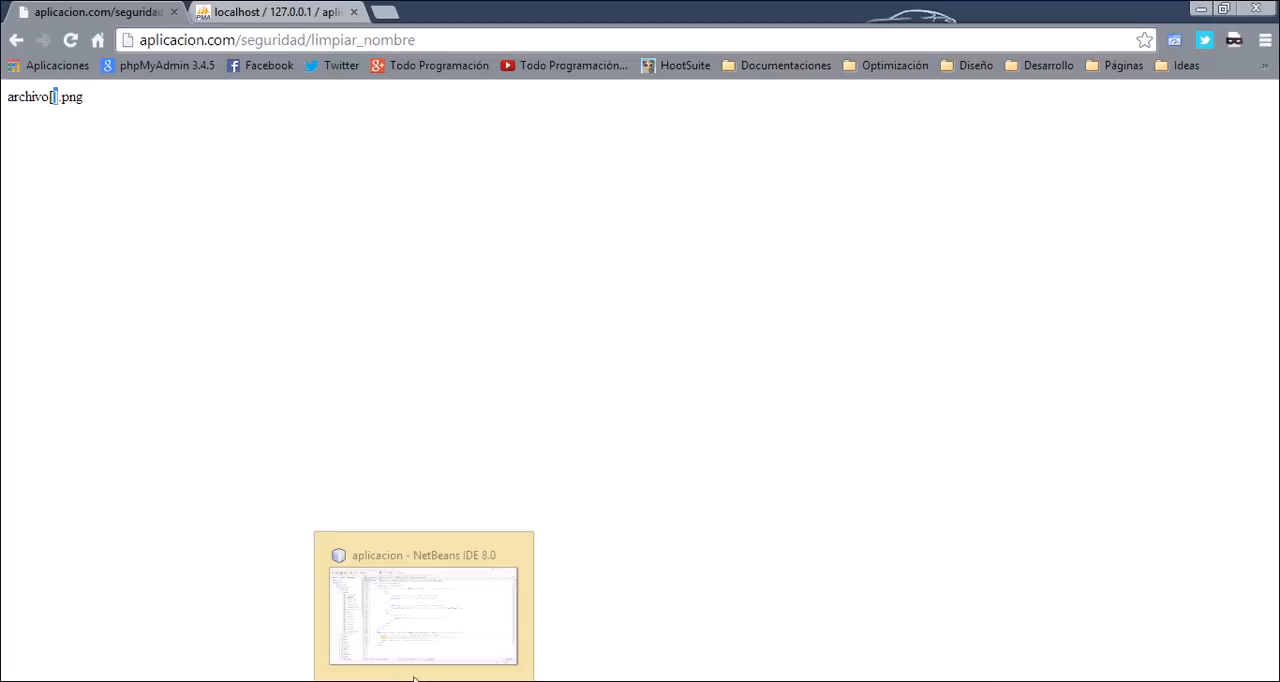 aplicacion.com/seguridad
localhost / 127.0.0.1 / apli
aplicacion.com/seguridad/limpiar_nombre
Aplicaciones
phpMyAdmin 3.4.5
Facebook
Twitter
Todo Programación
Todo Programación...
HootSuite
Documentaciones
Optimización
Diseño
Desarrollo
Páginas
Ideas
»
archivo[].png
aplicacion - NetBeans IDE 8.0